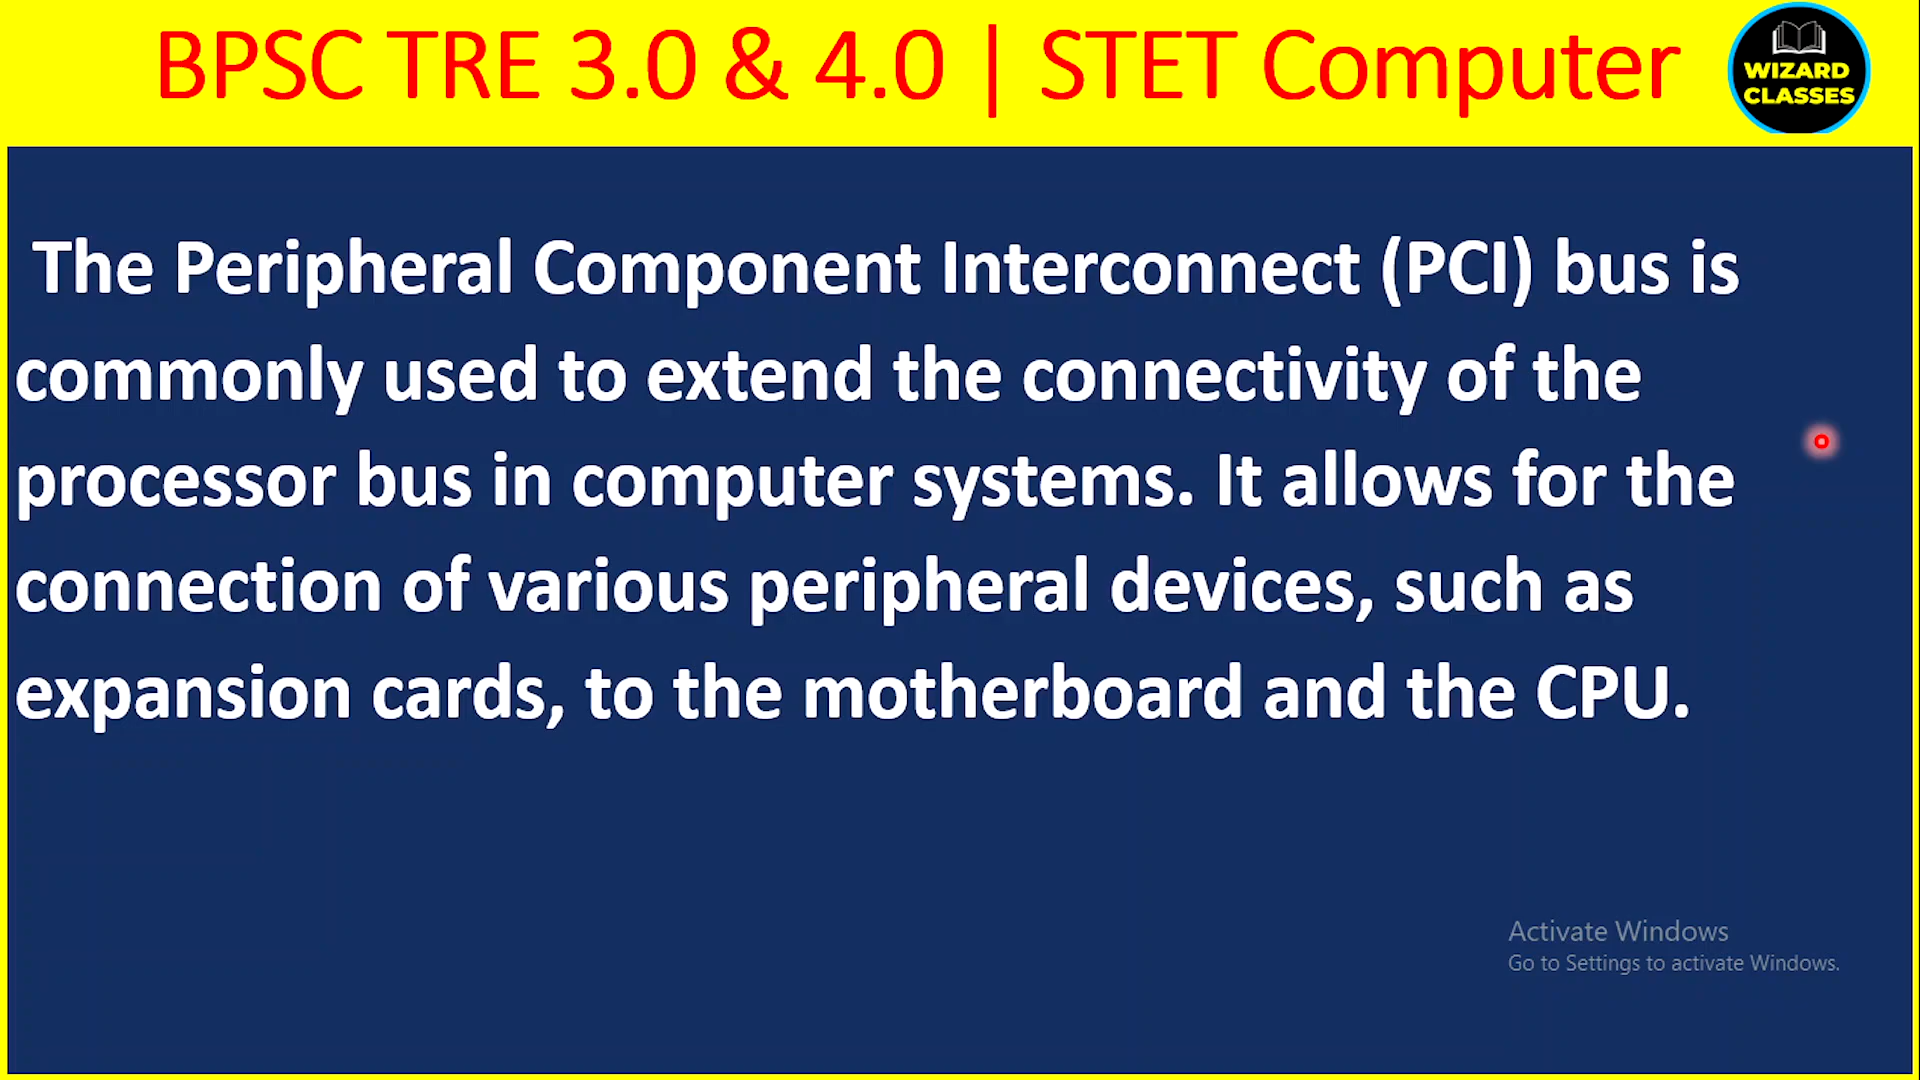 BPSC TRE 3.0 & 4.0 | STET Computer
WIZARD
CLASSES
The Peripheral Component Interconnect (PCI) bus is
commonly used to extend the connectivity of the
processor bus in computer systems. It allows for the
connection of various peripheral devices, such as
expansion cards, to the motherboard and the CPU.
Activate Windows
Go to Settings to activate Windows.